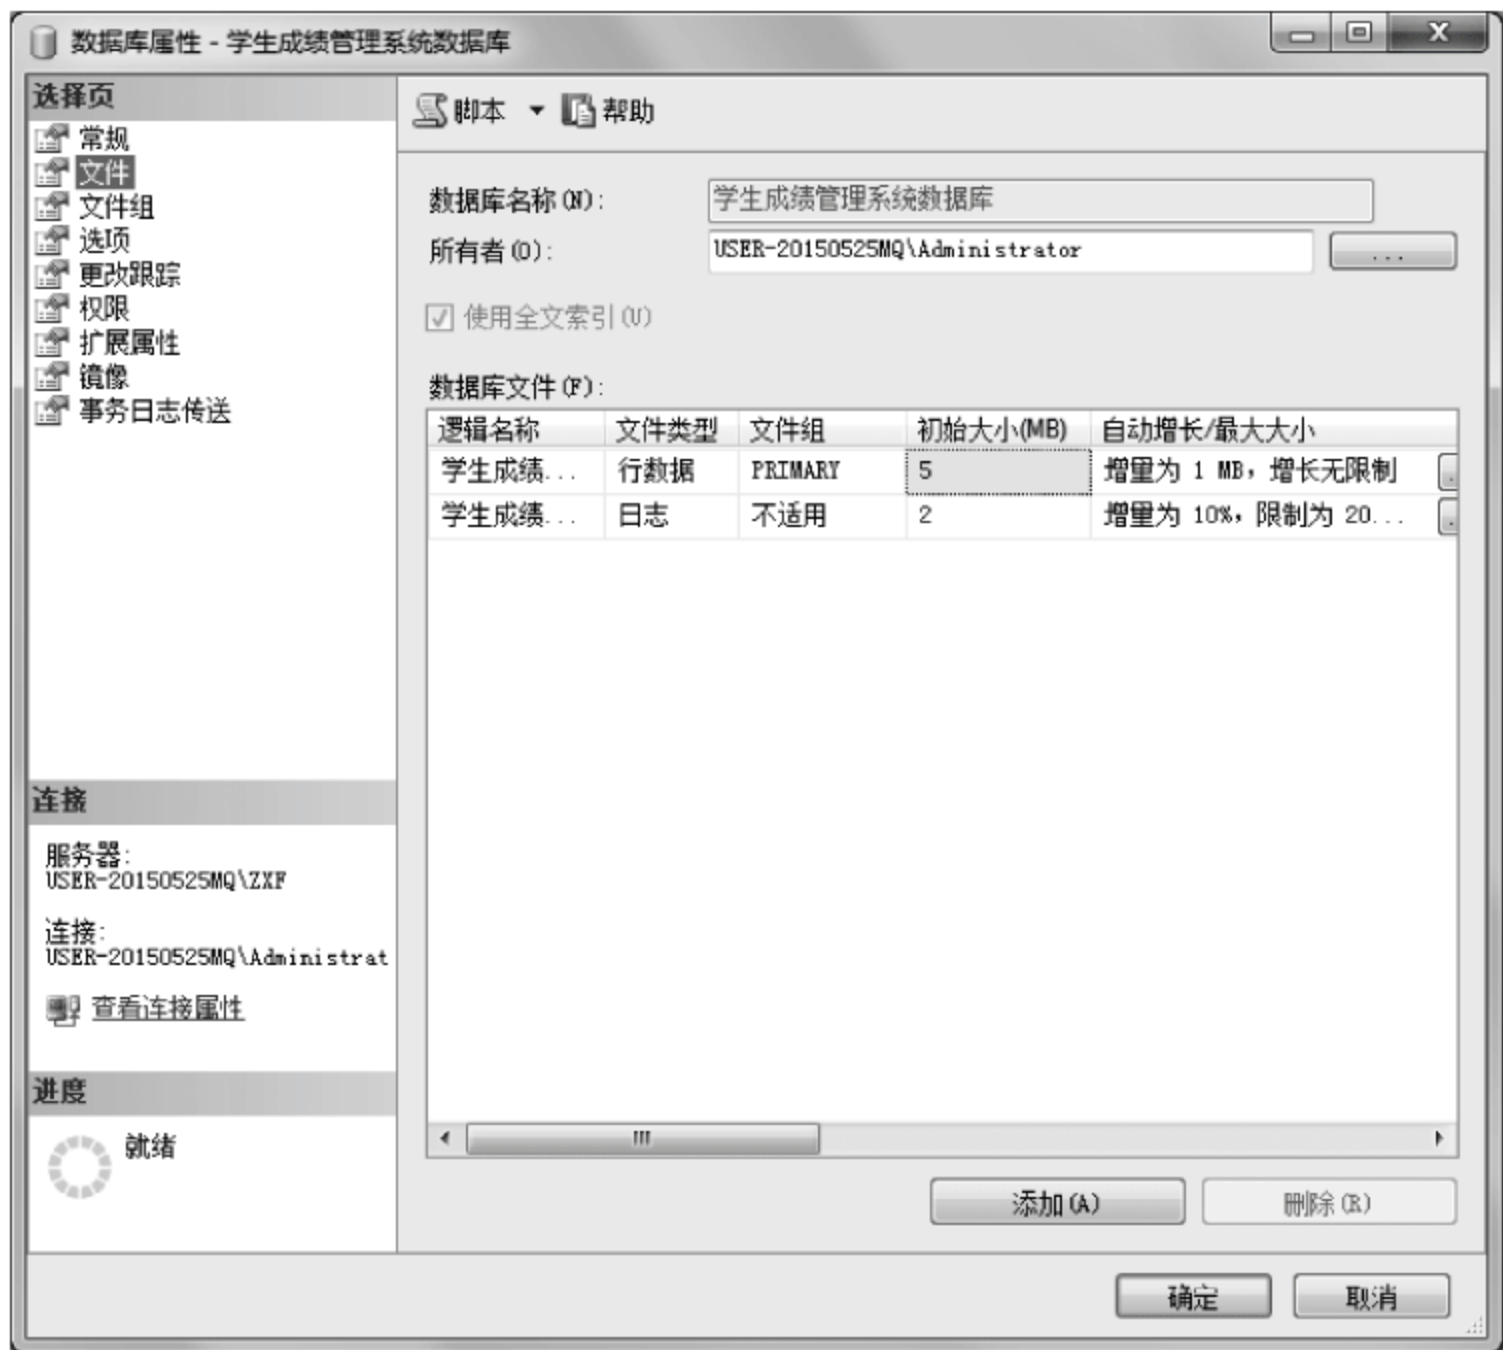 数据库属性 - 学生成绩管理系统数据库
选择页
常规
文件
文件组
选项
更改跟踪
权限
扩展属性
镜像
事务日志传送
脚本 帮助
数据库名称(N): 学生成绩管理系统数据库
所有者(O): USER-20150525MQ\Administrator ...
使用全文索引(U)
数据库文件(F):
逻辑名称 文件类型 文件组 初始大小(MB) 自动增长/最大大小
学生成绩... 行数据 PRIMARY 5 增量为 1 MB，增长无限制
学生成绩... 日志 不适用 2 增量为 10%，限制为 20...
连接
服务器:
USER-20150525MQ\ZXF
连接:
USER-20150525MQ\Administrat
查看连接属性
进度
就绪
添加(A) 删除(R)
确定 取消